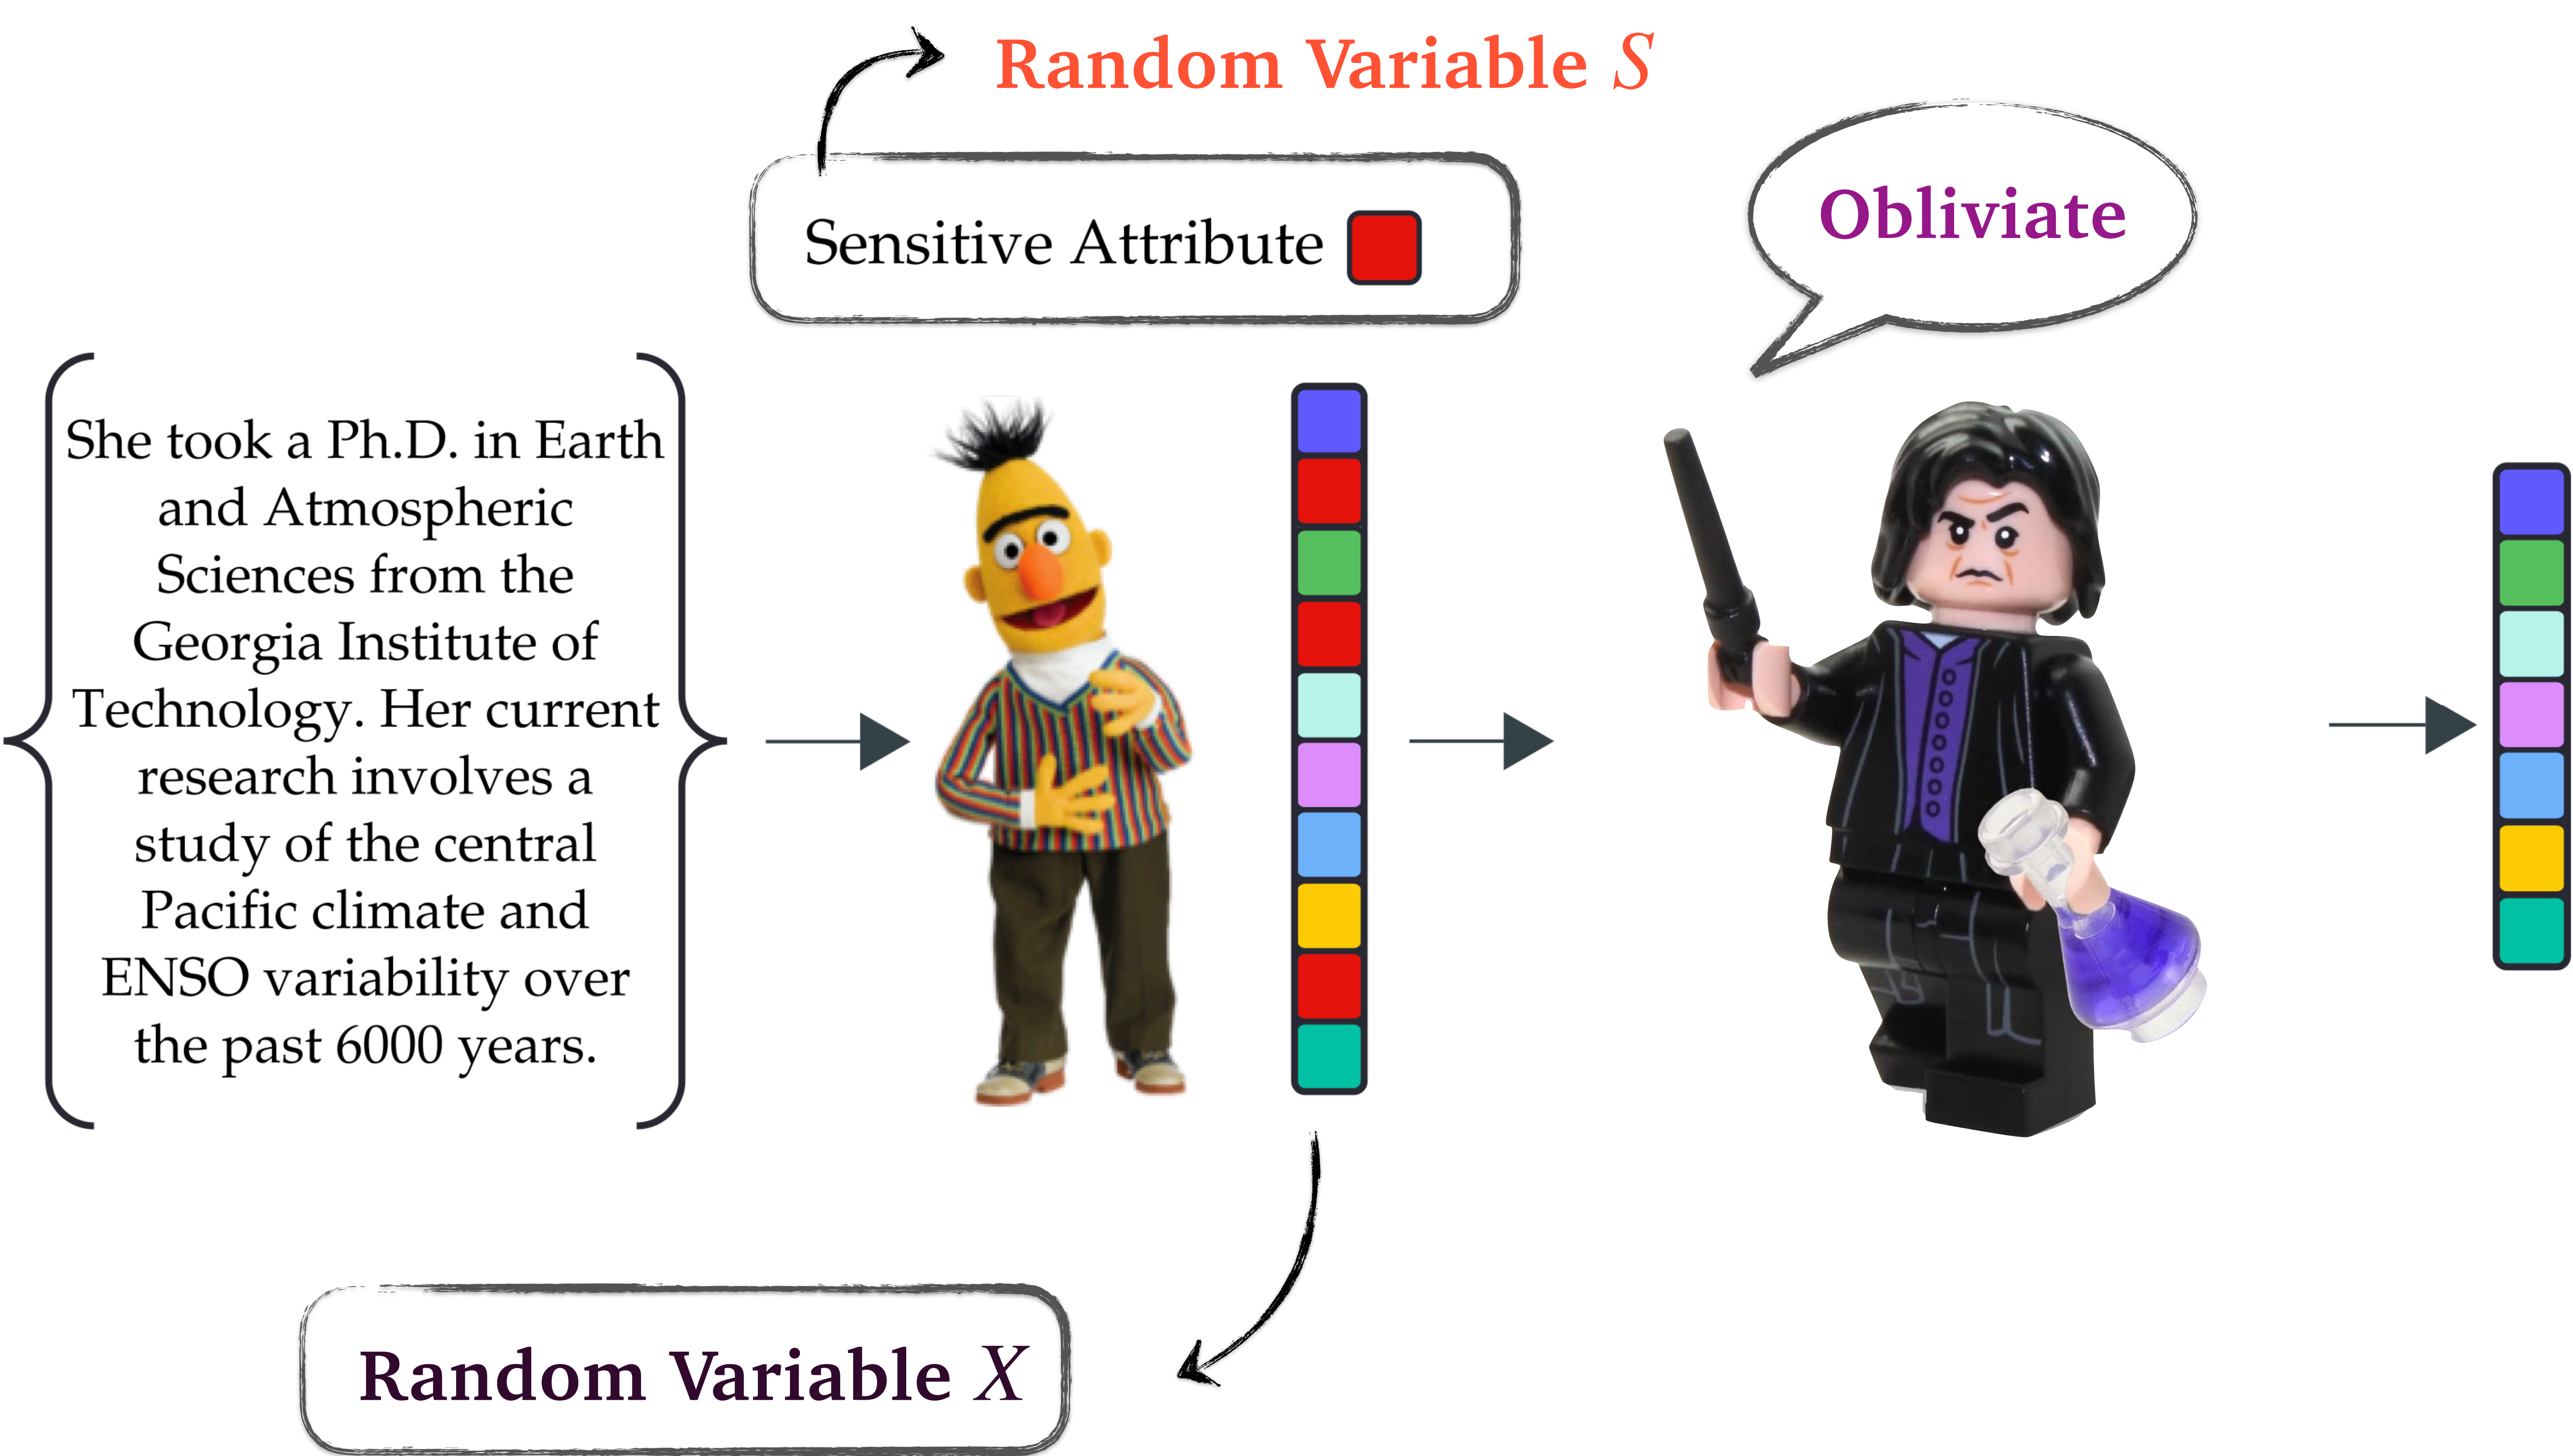 Random Variable S
Sensitive Attribute
Obliviate
She took a Ph.D. in Earth
and Atmospheric
Sciences from the
Georgia Institute of
Technology. Her current
research involves a
study of the central
Pacific climate and
ENSO variability over
the past 6000 years.
Random Variable X